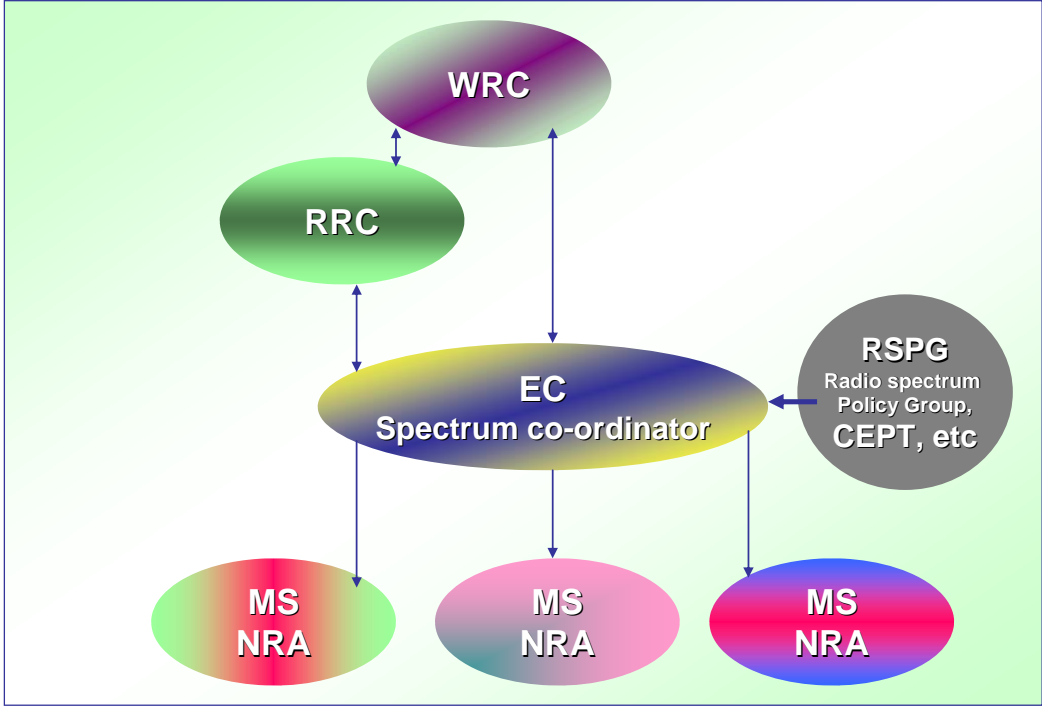 WRC
RRC
RSPG
Radio spectrum
Policy Group,
CEPT, etc
EC
Spectrum co-ordinator
MS
NRA
MS
NRA
MS
NRA